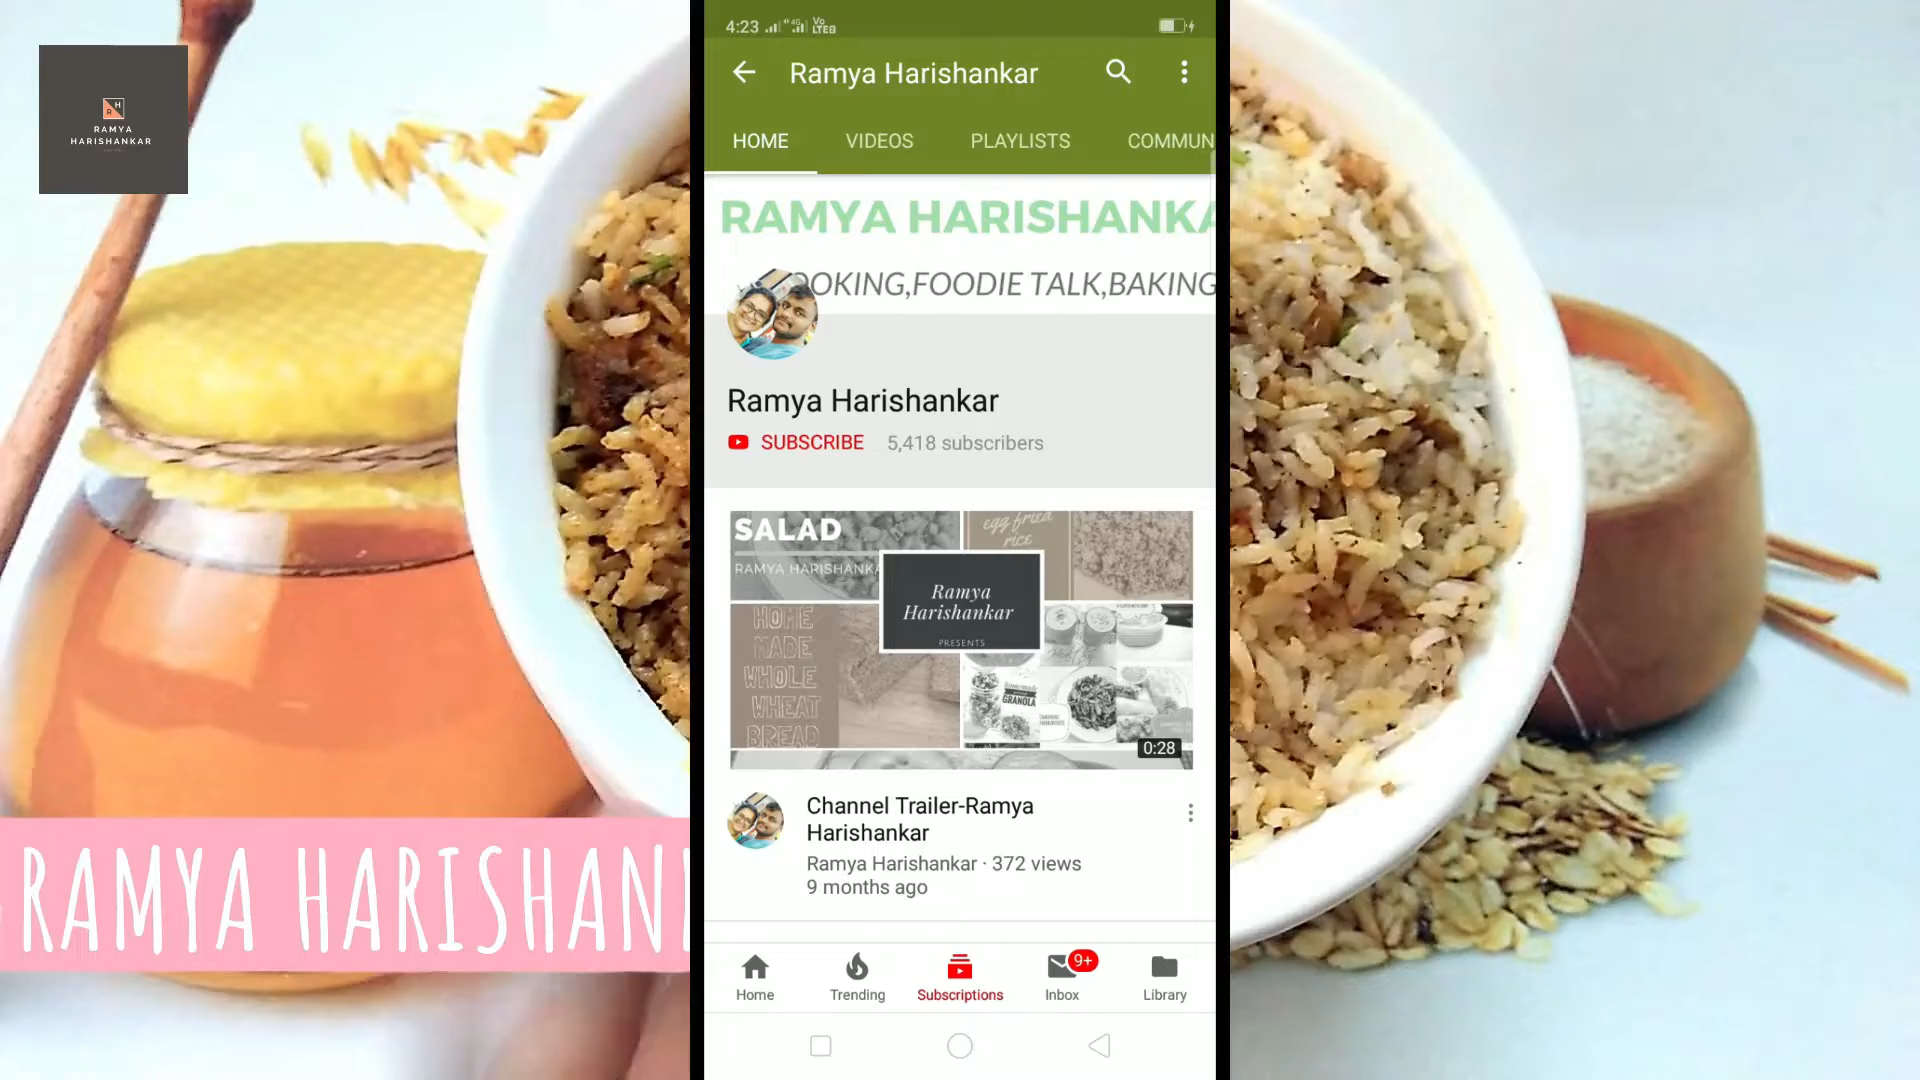 RAMYA
HARISHANKAR
4:23
Ramya Harishankar
HOME VIDEOS PLAYLISTS COMMUN
RAMYA HARISHANKA
OOKING,FOODIE TALK,BAKING
Ramya Harishankar
SUBSCRIBE 5,418 subscribers
SALAD
RAMYA HARISHANKA
egg fried
rice
Ramya
Harishankar
PRESENTS
HOME
MADE
WHOLE
WHEAT
BREAD
GRANOLA
0:28
Channel Trailer-Ramya
Harishankar
Ramya Harishankar · 372 views
9 months ago
RAMYA HARISHAN
9+
Home Trending Subscriptions Inbox Library